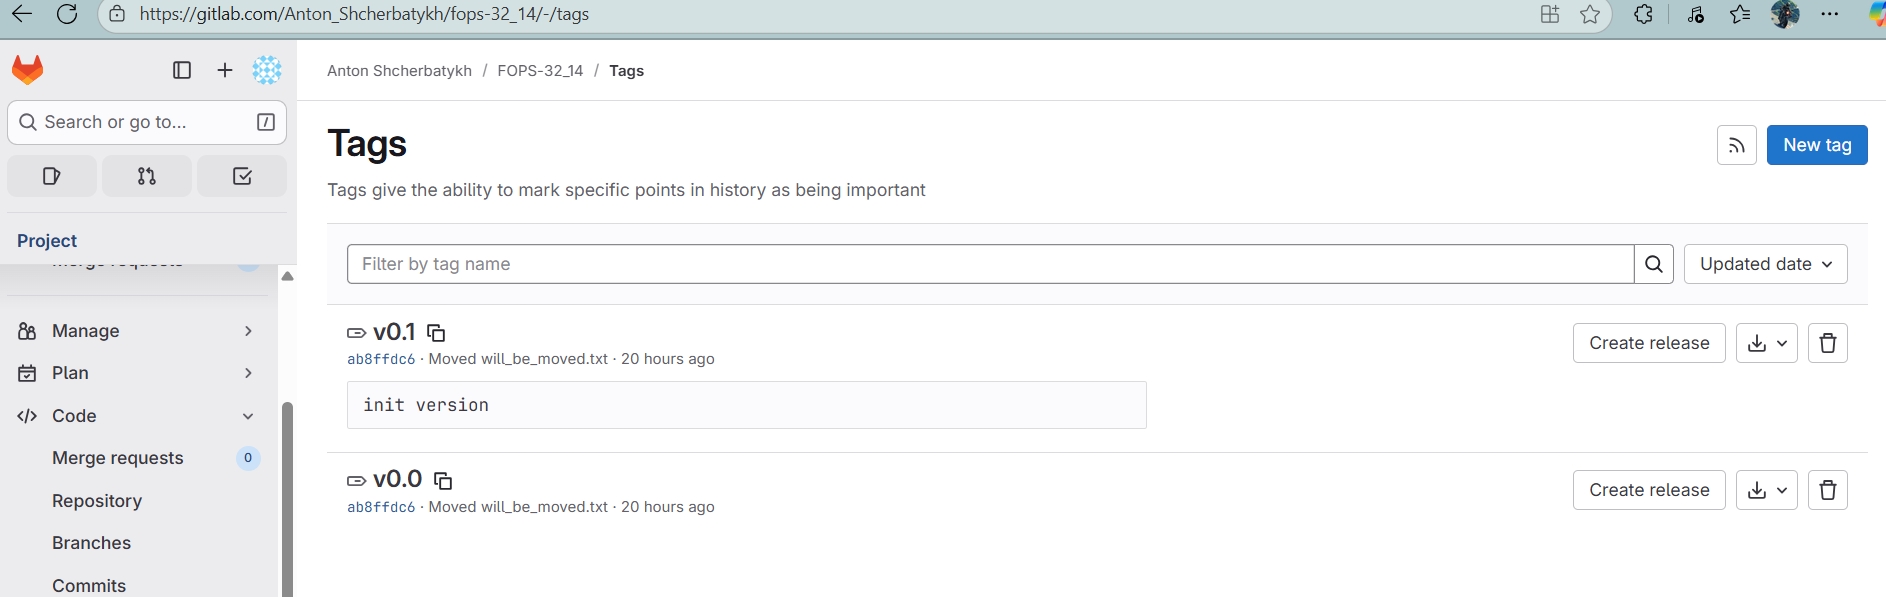 https://gitlab.com/Anton_Shcherbatykh/fops-32_14/-/tags
Anton Shcherbatykh / FOPS-32_14 / Tags
Search or go to... /
Project
Merge requests
Manage
Plan
Code
Merge requests 0
Repository
Branches
Commits
Tags
New tag
Tags give the ability to mark specific points in history as being important
Filter by tag name
Updated date
v0.1
ab8ffdc6 · Moved will_be_moved.txt · 20 hours ago
Create release
init version
v0.0
ab8ffdc6 · Moved will_be_moved.txt · 20 hours ago
Create release